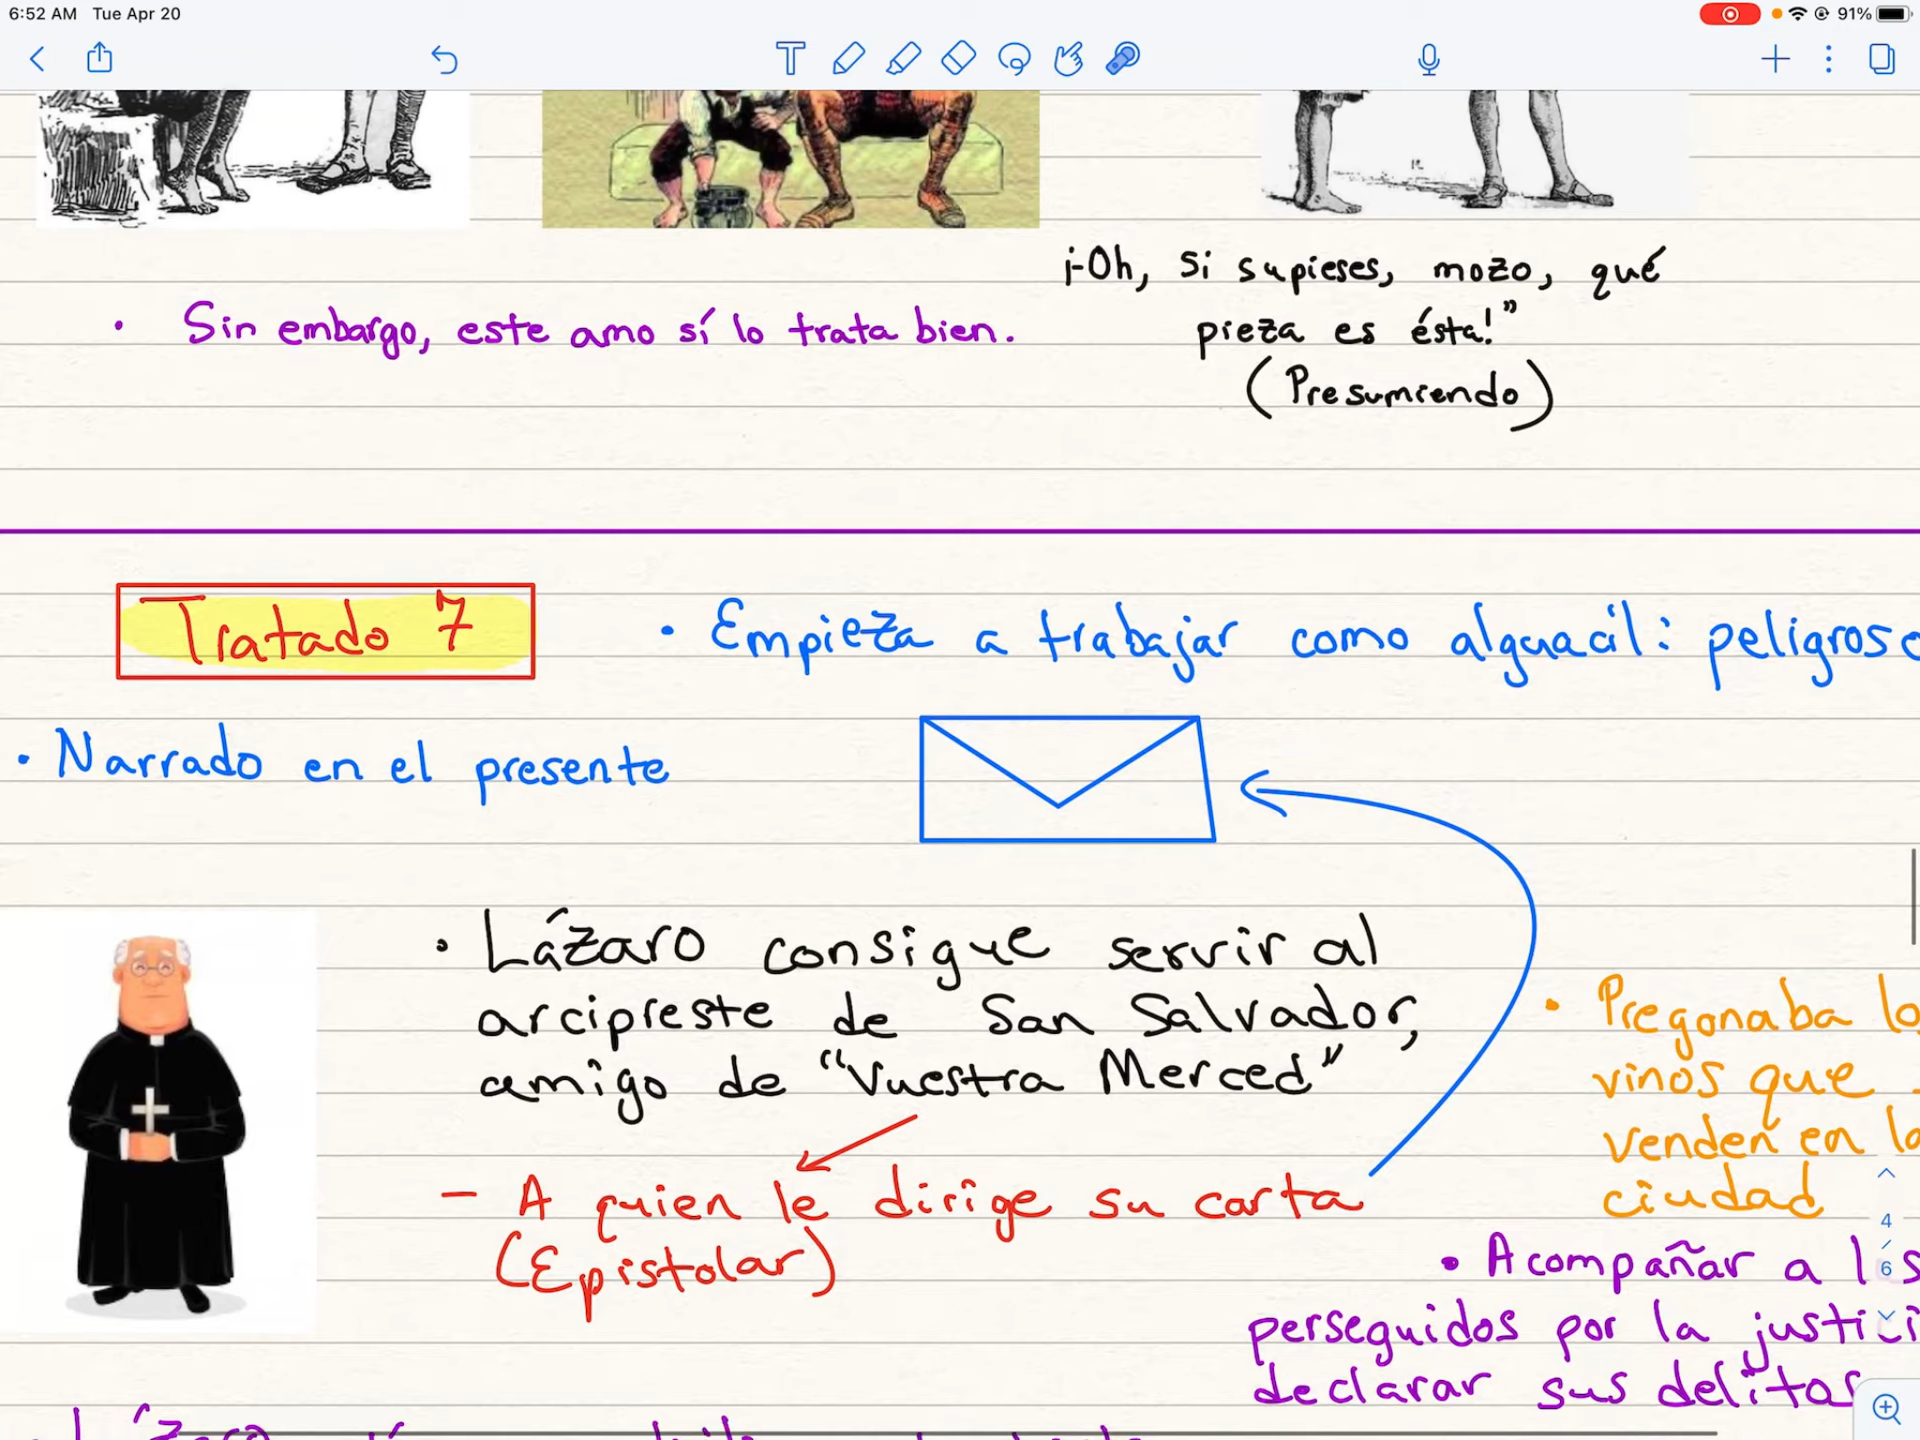 6:52 AM Tue Apr 20
91%
¡-Oh, si supieses, mozo, qué
pieza es ésta!”
(Presumiendo)
• Sin embargo, este amo sí lo trata bien.
Tratado 7
• Empieza a trabajar como alguacil: peligroso
• Narrado en el presente
• Lázaro consigue servir al
arcipreste de San Salvador,
amigo de “Vuestra Merced”
- A quien le dirige su carta
(Epistolar)
• Pregonaba lo
vinos que
venden en la
ciudad
4
6
• Acompañar a l s
perseguidos por la justici
declarar sus delitos